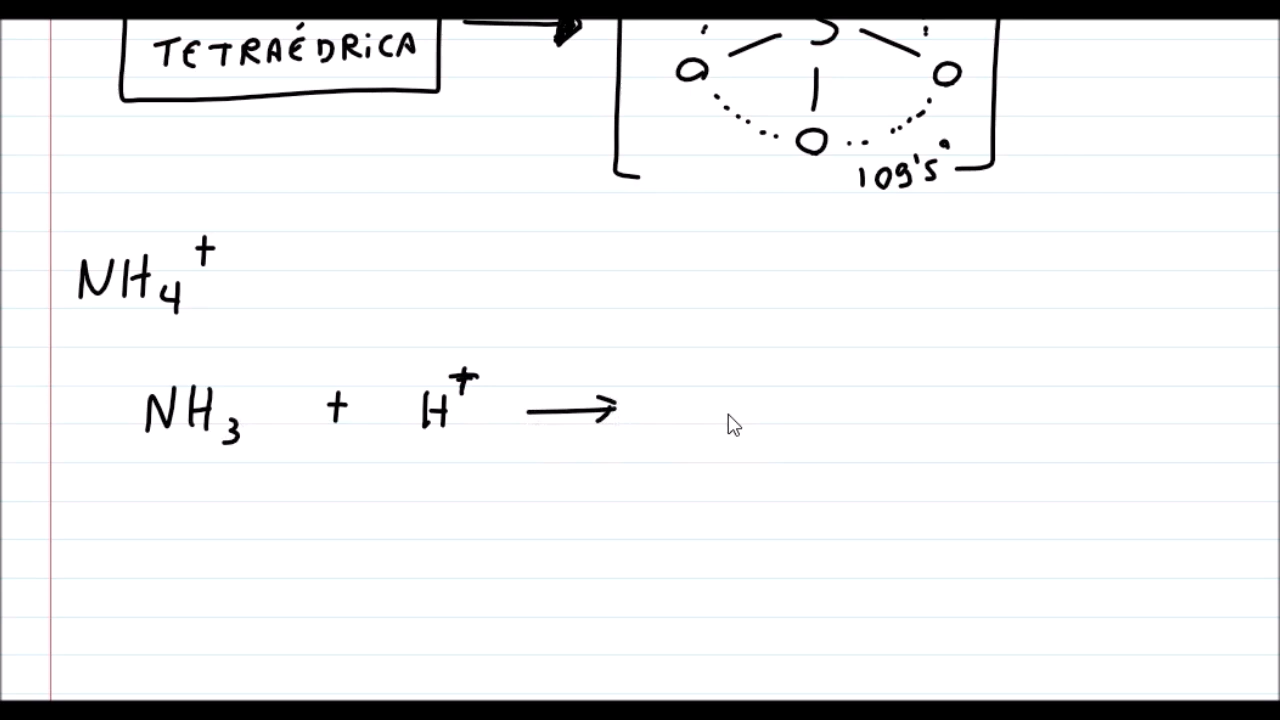 TETRAÉDRICA
S
O O
O
109'5°
NH₄⁺
NH₃ + H⁺ →